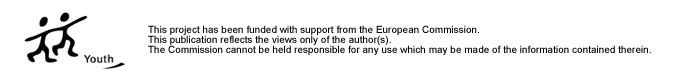 This project has been funded with support from the European Commission.
This publication reflects the views only of the author(s).
The Commission cannot be held responsible for any use which may be made of the information contained therein.
Youth